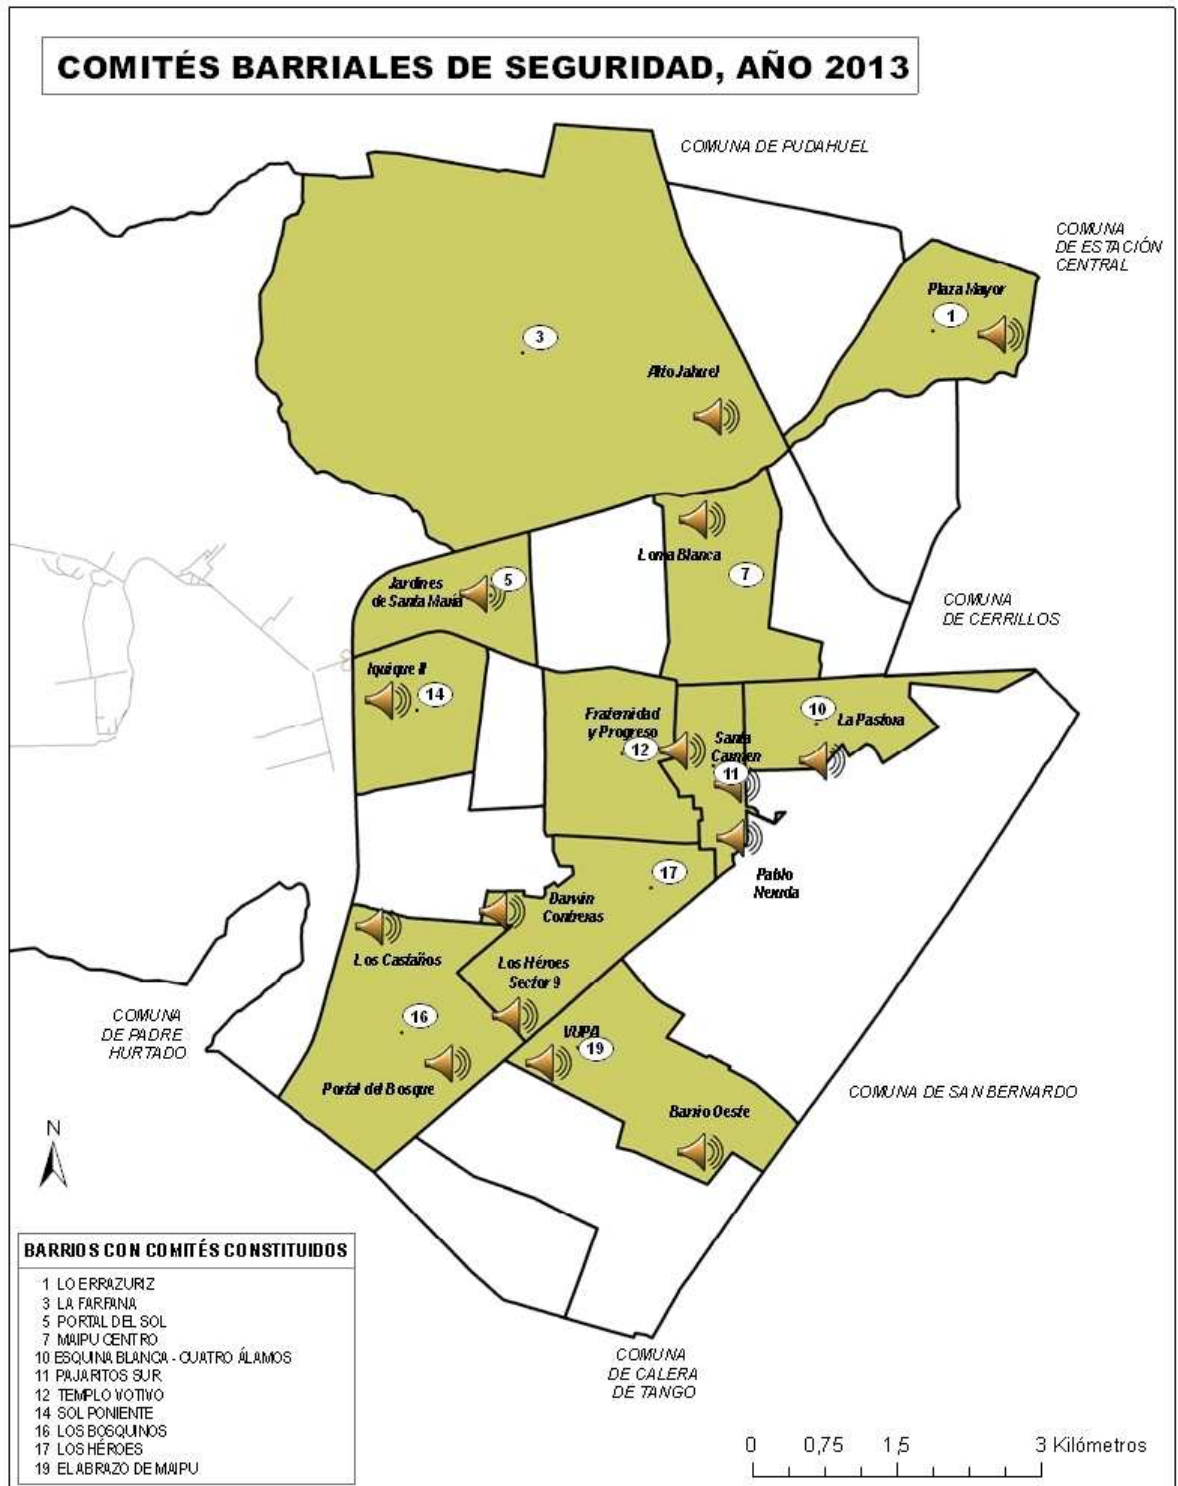 COMITÉS BARRIALES DE SEGURIDAD, AÑO 2013
COMUNA DE PUDAHUEL
COMUNA
DE ESTACIÓN
CENTRAL
Plaza Mayor
1
3
Alto Jahuel
Loma Blanca
7
Jardines
de Santa María
5
COMUNA
DE CERRILLOS
Iquique II
14
Fraternidad
y Progreso
12
Santa
Carmen
11
10
La Pastora
17
Pablo
Neruda
Darwin
Contreras
Los Castaños
Los Héroes
Sector 9
16
COMUNA
DE PADRE
HURTADO
VUPA
19
Portal del Bosque
Barrio Oeste
COMUNA DE SAN BERNARDO
N
BARRIOS CON COMITÉS CONSTITUIDOS
1 LO ERRAZURIZ
3 LA FARFANA
5 PORTAL DEL SOL
7 MAIPU CENTRO
10 ESQUINA BLANCA - CUATRO ÁLAMOS
11 PAJARITOS SUR
12 TEMPLO VOTIVO
14 SOL PONIENTE
16 LOS BOSQUINOS
17 LOS HÉROES
19 EL ABRAZO DE MAIPU
COMUNA
DE CALERA
DE TANGO
0 0,75 1,5 3 Kilómetros